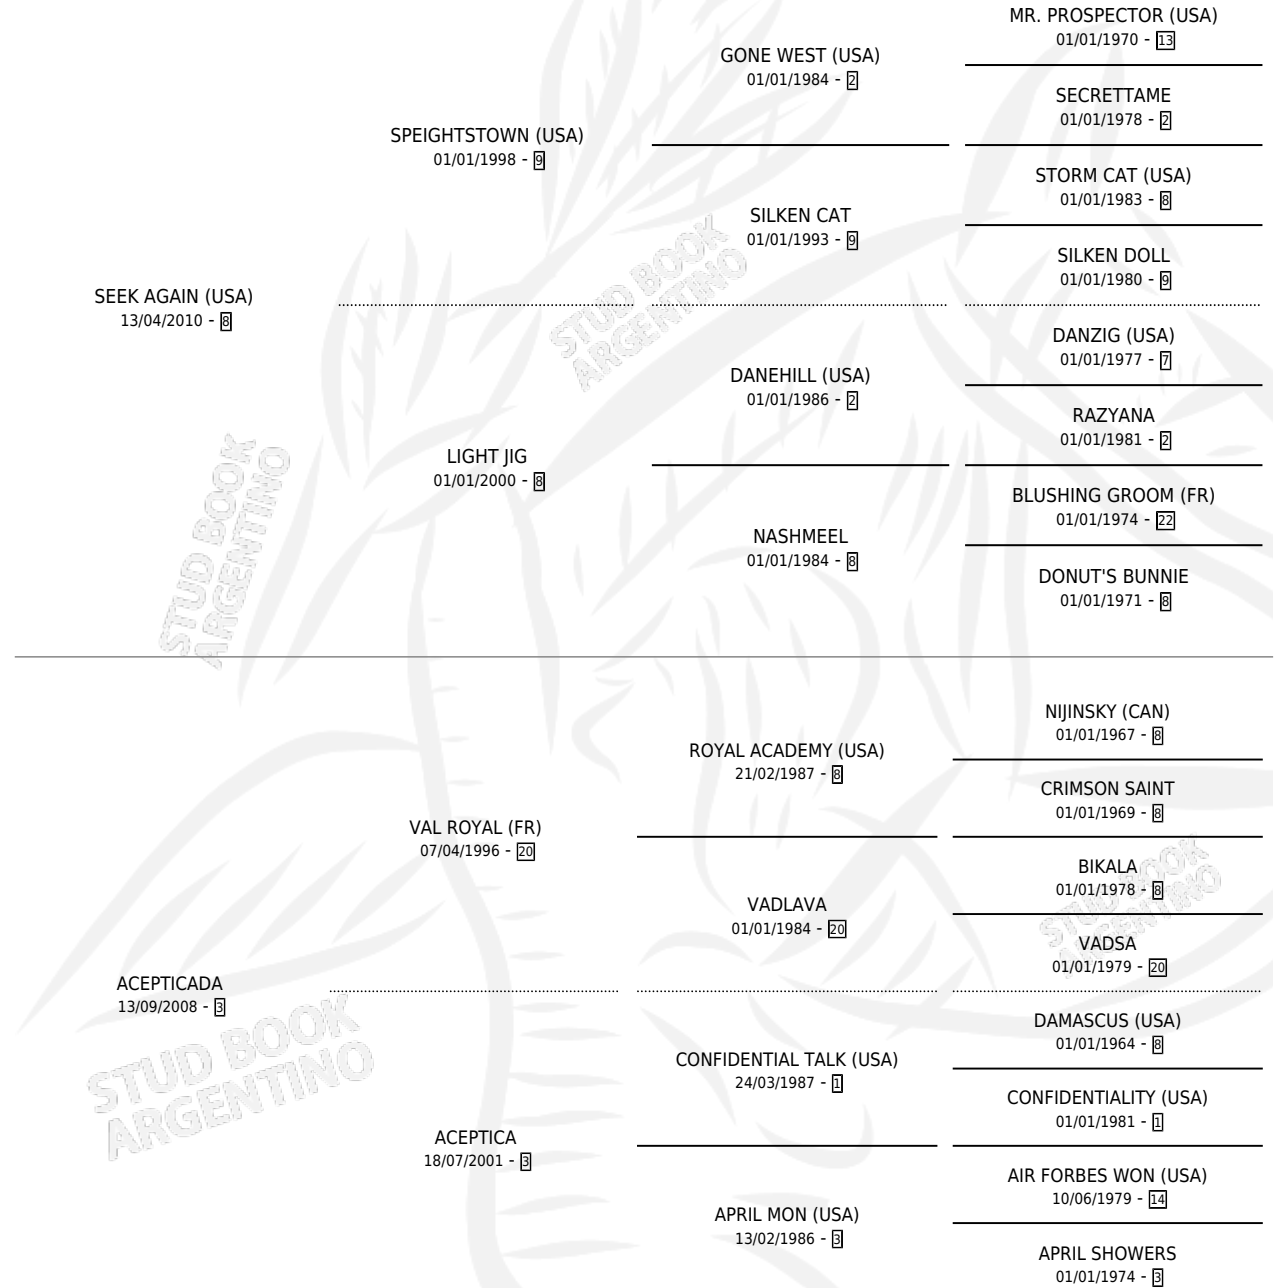 MR. PROSPECTOR (USA)
01/01/1970 - 13
GONE WEST (USA)
01/01/1984 - 2
SECRETTAME
01/01/1978 - 2
SPEIGHTSTOWN (USA)
01/01/1998 - 9
STORM CAT (USA)
01/01/1983 - 8
SILKEN CAT
01/01/1993 - 9
SILKEN DOLL
01/01/1980 - 9
SEEK AGAIN (USA)
13/04/2010 - 8
STUD BOOK
ARGENTINO
DANZIG (USA)
01/01/1977 - 7
DANEHILL (USA)
01/01/1986 - 2
RAZYANA
01/01/1981 - 2
LIGHT JIG
01/01/2000 - 8
BLUSHING GROOM (FR)
01/01/1974 - 22
NASHMEEL
01/01/1984 - 8
DONUT'S BUNNIE
01/01/1971 - 8
STUD BOOK
ARGENTINO
NIJINSKY (CAN)
01/01/1967 - 8
ROYAL ACADEMY (USA)
21/02/1987 - 8
CRIMSON SAINT
01/01/1969 - 8
VAL ROYAL (FR)
07/04/1996 - 20
BIKALA
01/01/1978 - 8
VADLAVA
01/01/1984 - 20
VADSA
01/01/1979 - 20
STUD BOOK
ARGENTINO
ACEPTICADA
13/09/2008 - 3
DAMASCUS (USA)
01/01/1964 - 8
CONFIDENTIAL TALK (USA)
24/03/1987 - 1
CONFIDENTIALITY (USA)
01/01/1981 - 1
STUD BOOK
ARGENTINO
ACEPTICA
18/07/2001 - 3
AIR FORBES WON (USA)
10/06/1979 - 14
APRIL MON (USA)
13/02/1986 - 3
APRIL SHOWERS
01/01/1974 - 3